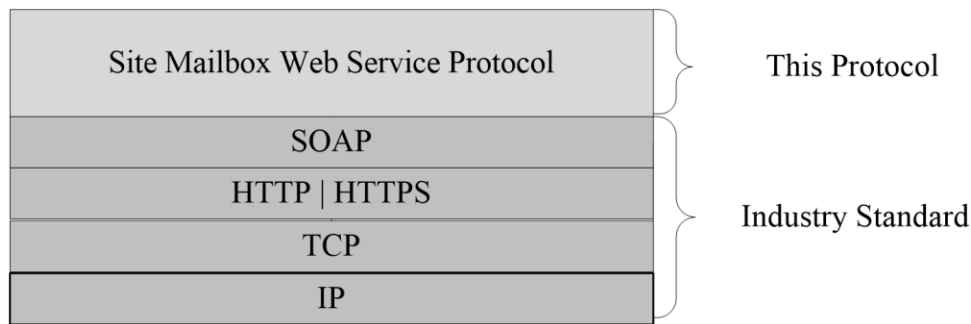 Site Mailbox Web Service Protocol
This Protocol
SOAP
HTTP | HTTPS
TCP
IP
Industry Standard